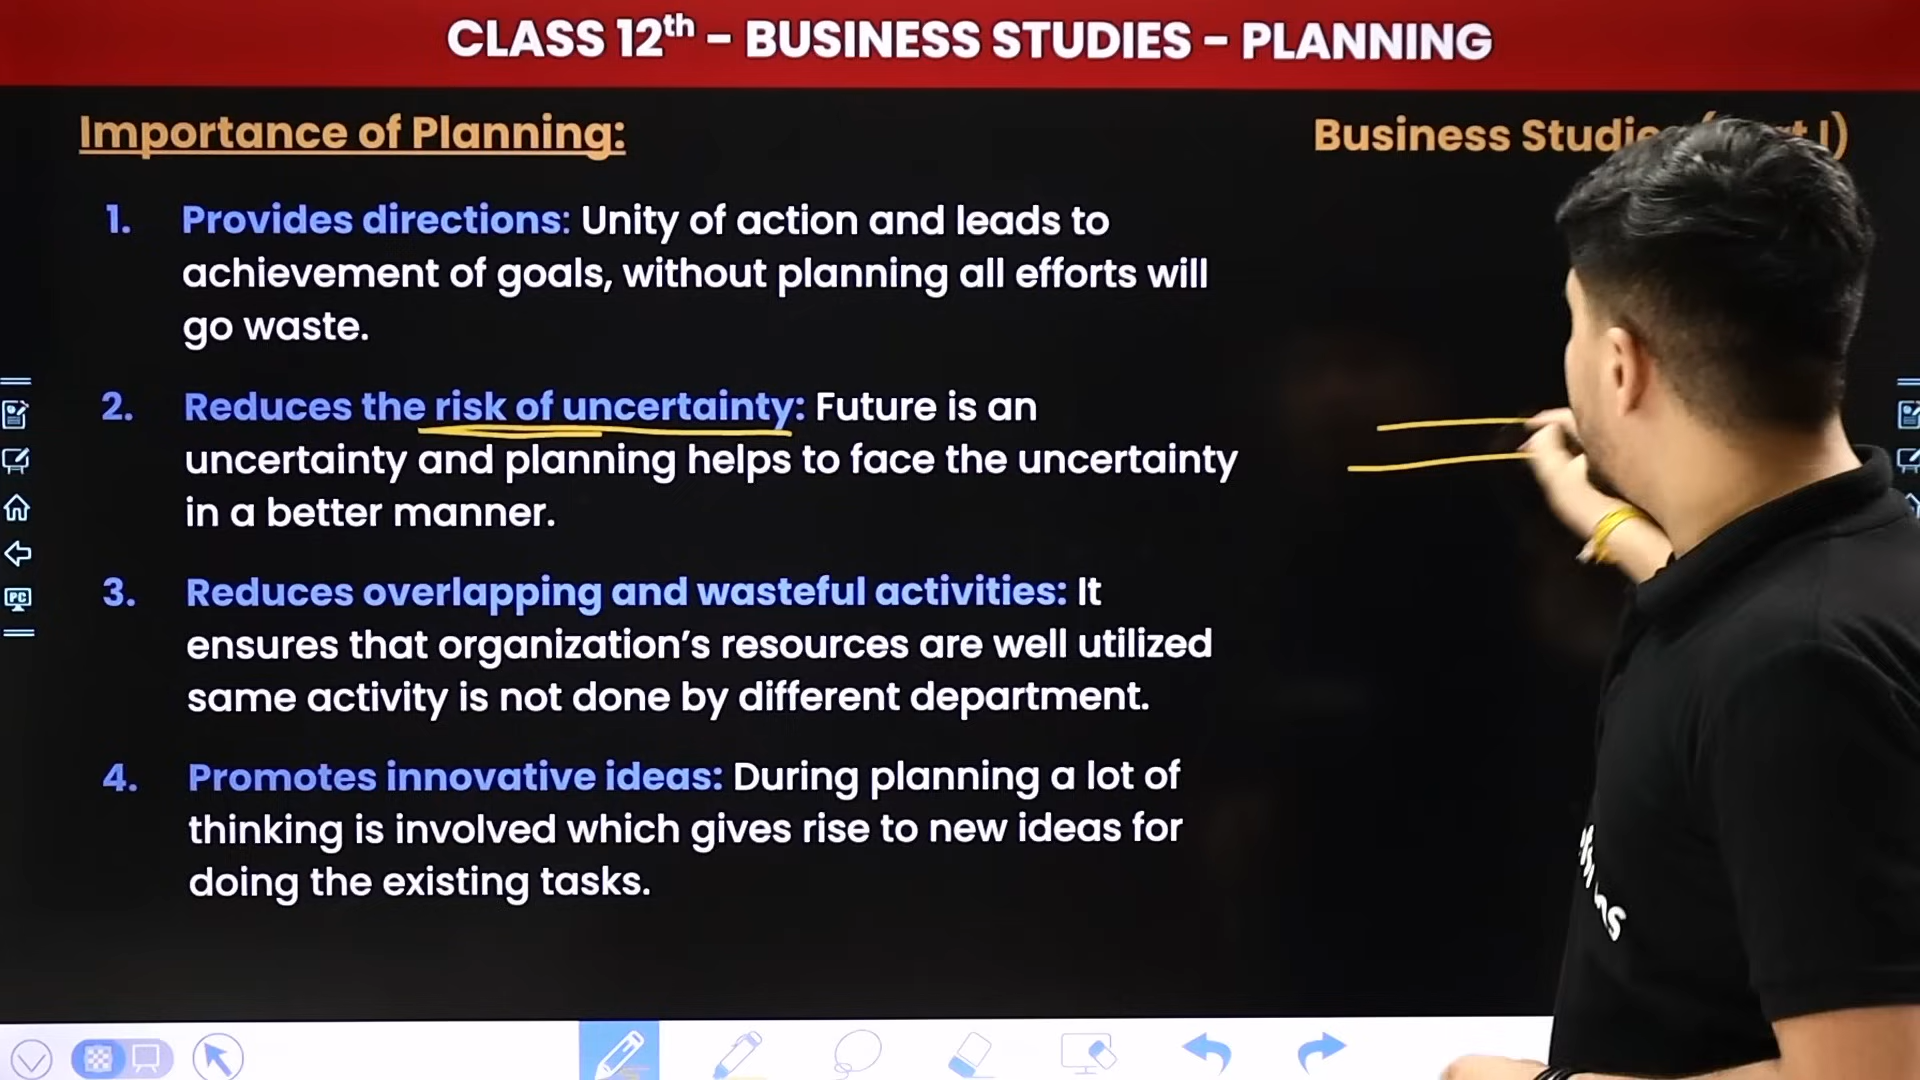 CLASS 12th – BUSINESS STUDIES – PLANNING
Importance of Planning:
Business
1. Provides directions: Unity of action and leads to
achievement of goals, without planning all efforts will
go waste.
2. Reduces the risk of uncertainty: Future is an
uncertainty and planning helps to face the uncertainty
in a better manner.
3. Reduces overlapping and wasteful activities: It
ensures that organization’s resources are well utilized
same activity is not done by different department.
4. Promotes innovative ideas: During planning a lot of
thinking is involved which gives rise to new ideas for
doing the existing tasks.
PC